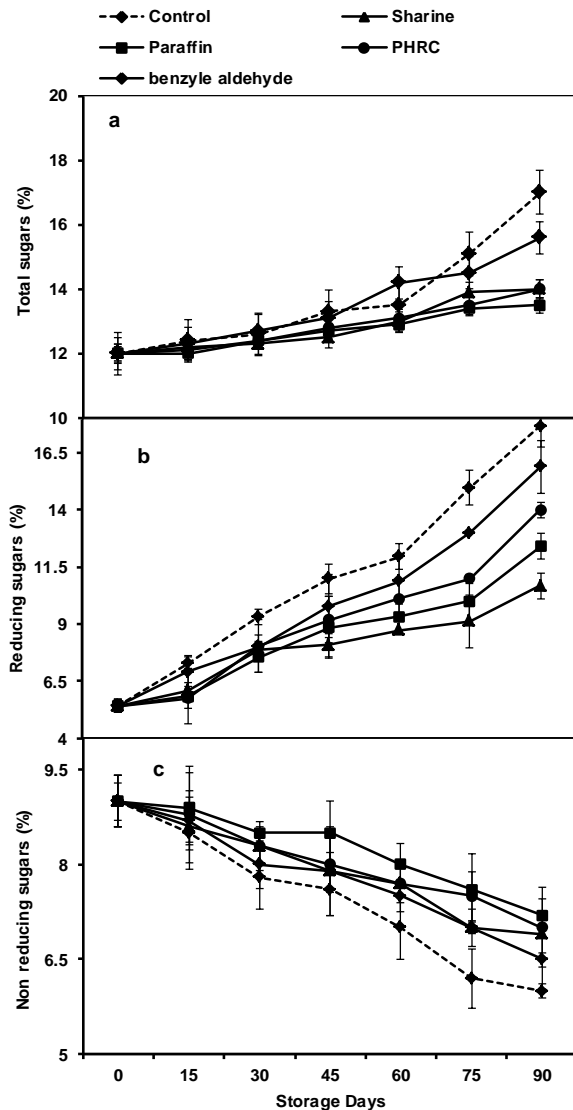 Control Sharine
Paraffin PHRC
benzyle aldehyde
a
Total sugars (%)
20
18
16
14
12
10
b
Reducing sugars (%)
16.5
14
11.5
9
6.5
4
c
Non reducing sugars (%)
9.5
8
6.5
5
0 15 30 45 60 75 90
Storage Days